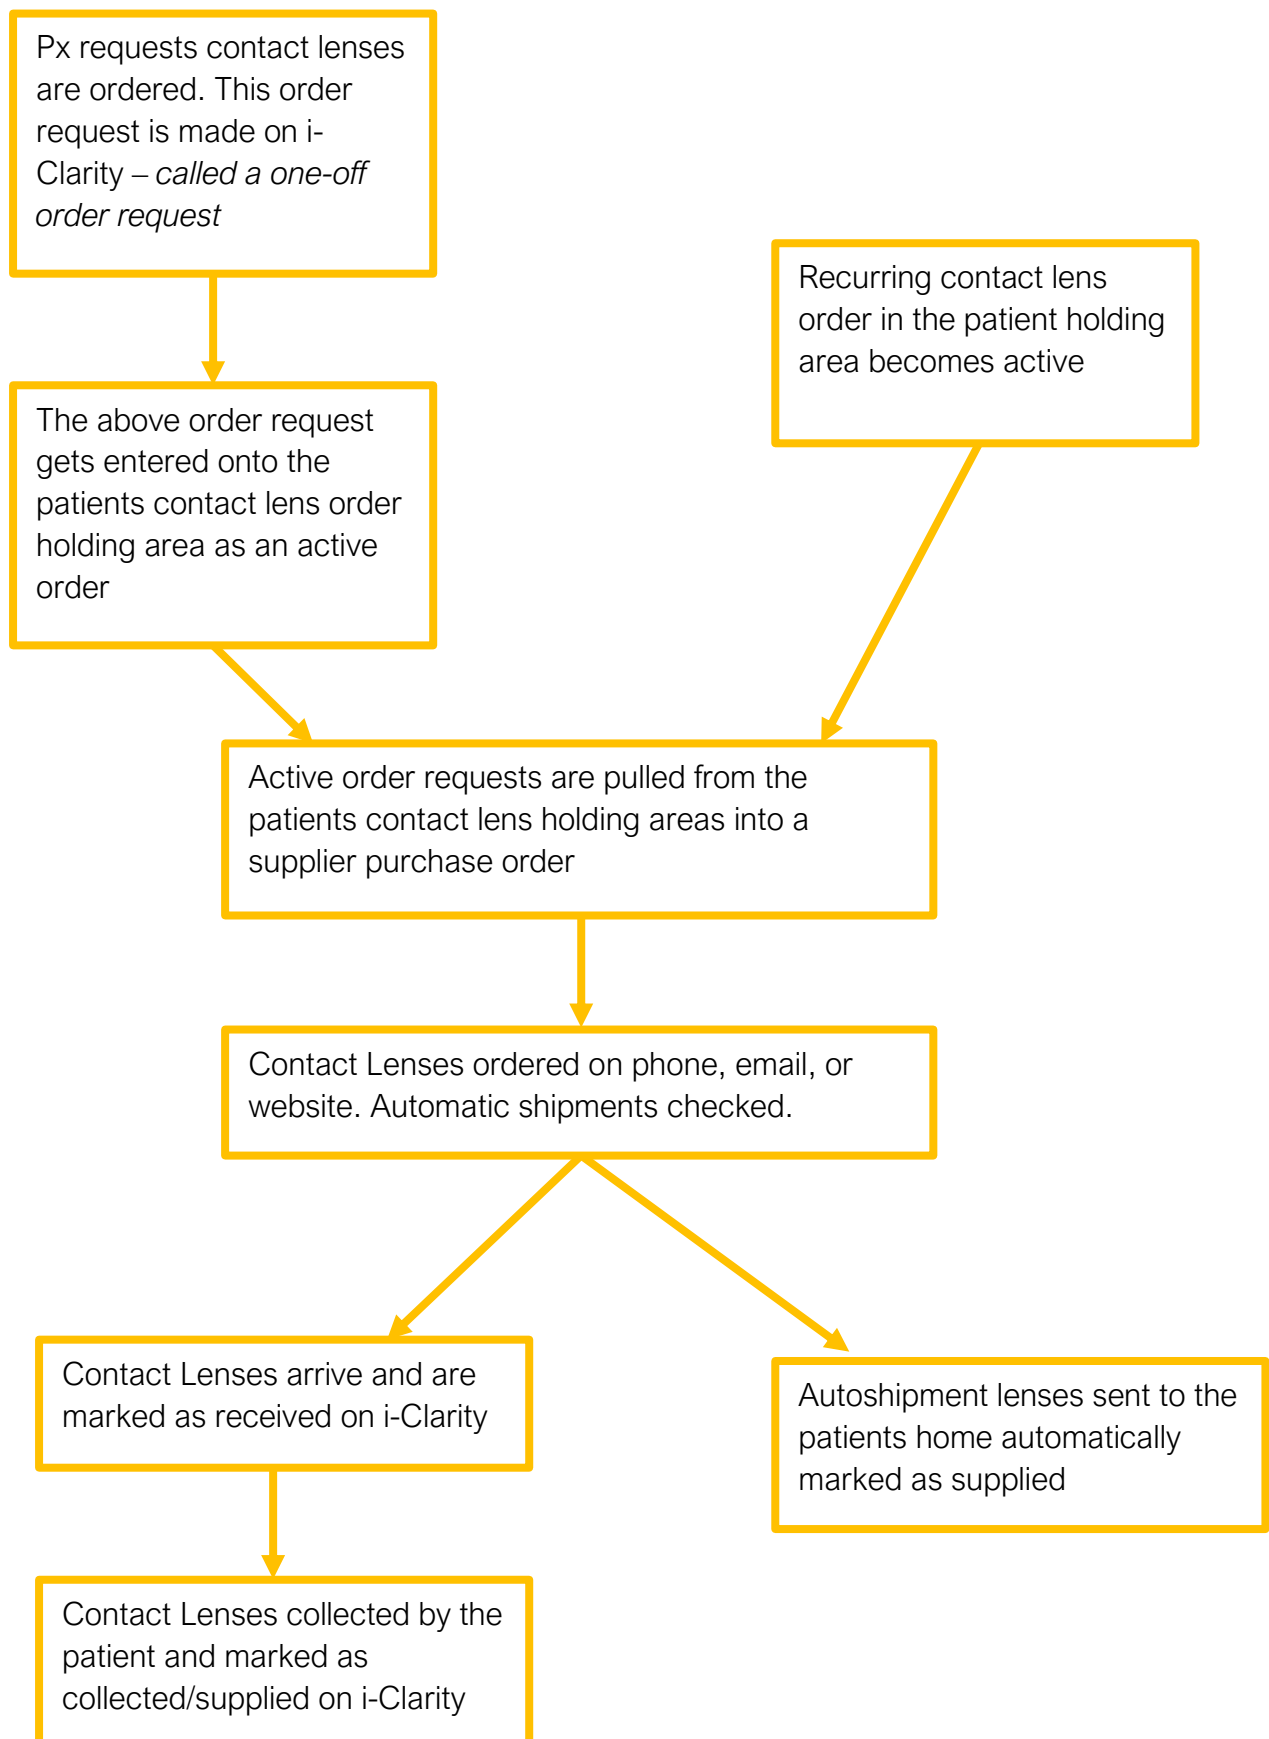 Px requests contact lenses
are ordered. This order
request is made on i-
Clarity – called a one-off
order request
Recurring contact lens
order in the patient holding
area becomes active
The above order request
gets entered onto the
patients contact lens order
holding area as an active
order
Active order requests are pulled from the
patients contact lens holding areas into a
supplier purchase order
Contact Lenses ordered on phone, email, or
website. Automatic shipments checked.
Contact Lenses arrive and are
marked as received on i-Clarity
Autoshipment lenses sent to the
patients home automatically
marked as supplied
Contact Lenses collected by the
patient and marked as
collected/supplied on i-Clarity